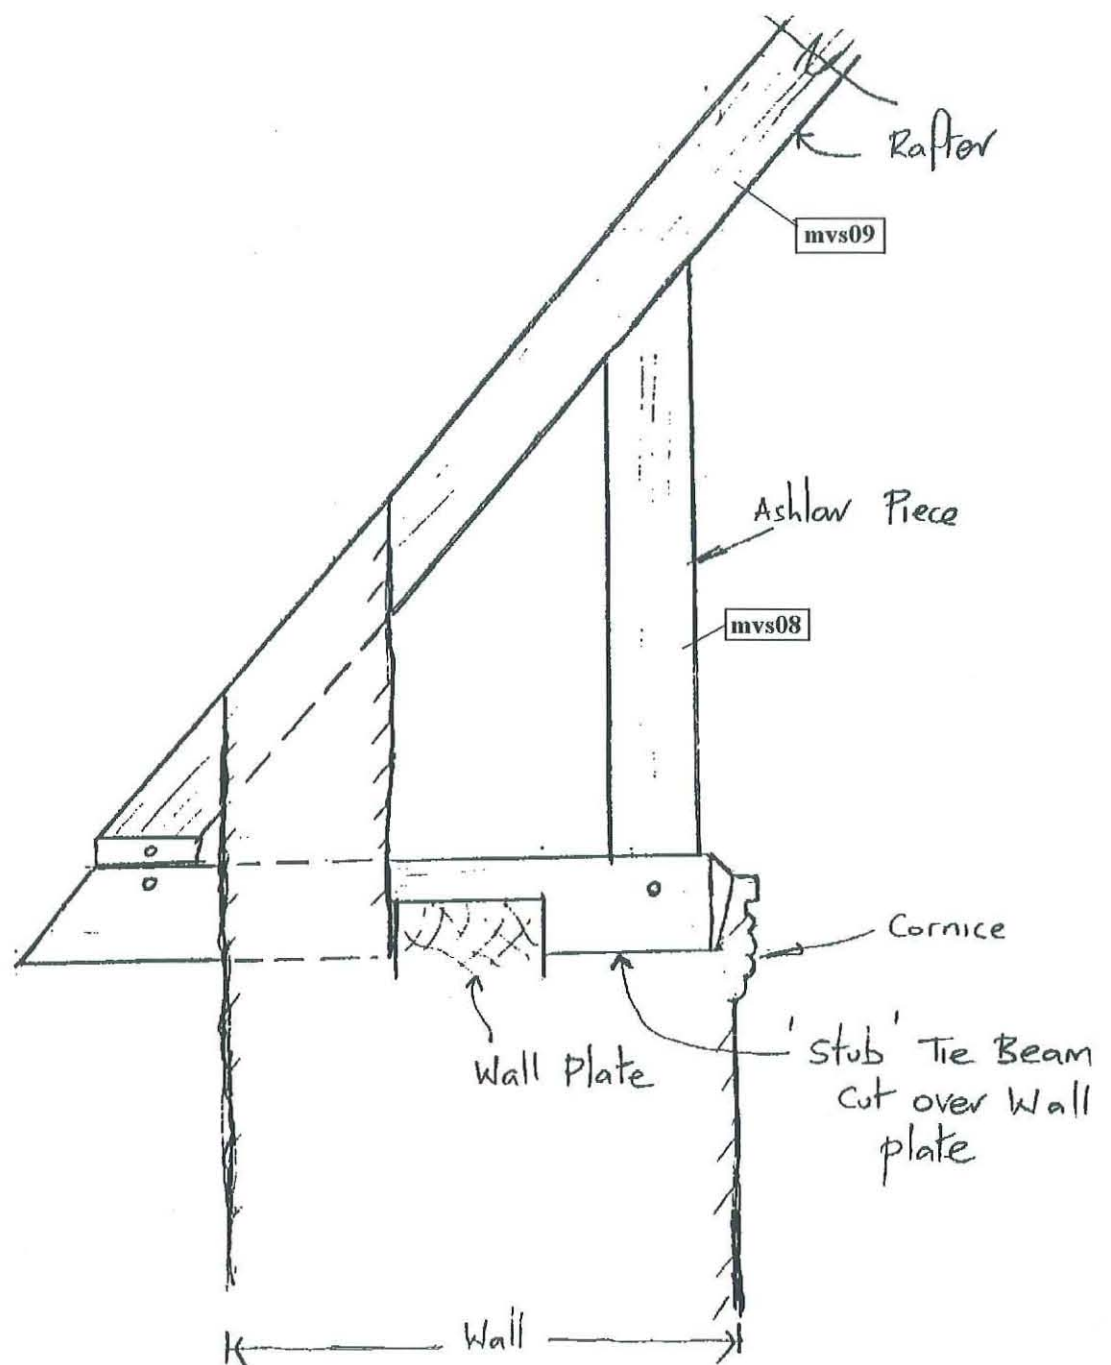 Rafter
mvs09
Ashlar Piece
mvs08
Cornice
'Stub' Tie Beam
Cut over Wall
plate
Wall Plate
Wall